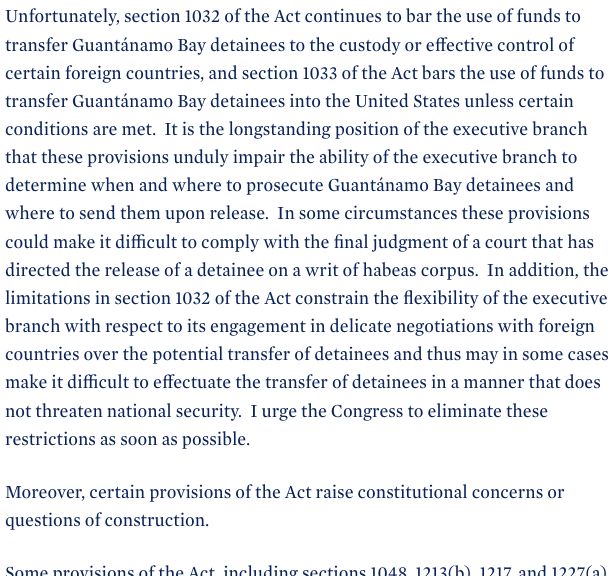 Unfortunately, section 1032 of the Act continues to bar the use of funds to
transfer Guantánamo Bay detainees to the custody or effective control of
certain foreign countries, and section 1033 of the Act bars the use of funds to
transfer Guantánamo Bay detainees into the United States unless certain
conditions are met.  It is the longstanding position of the executive branch
that these provisions unduly impair the ability of the executive branch to
determine when and where to prosecute Guantánamo Bay detainees and
where to send them upon release.  In some circumstances these provisions
could make it difficult to comply with the final judgment of a court that has
directed the release of a detainee on a writ of habeas corpus.  In addition, the
limitations in section 1032 of the Act constrain the flexibility of the executive
branch with respect to its engagement in delicate negotiations with foreign
countries over the potential transfer of detainees and thus may in some cases
make it difficult to effectuate the transfer of detainees in a manner that does
not threaten national security.  I urge the Congress to eliminate these
restrictions as soon as possible.
Moreover, certain provisions of the Act raise constitutional concerns or
questions of construction.
Some provisions of the Act, including sections 1048, 1213(b), 1217, and 1227(a)